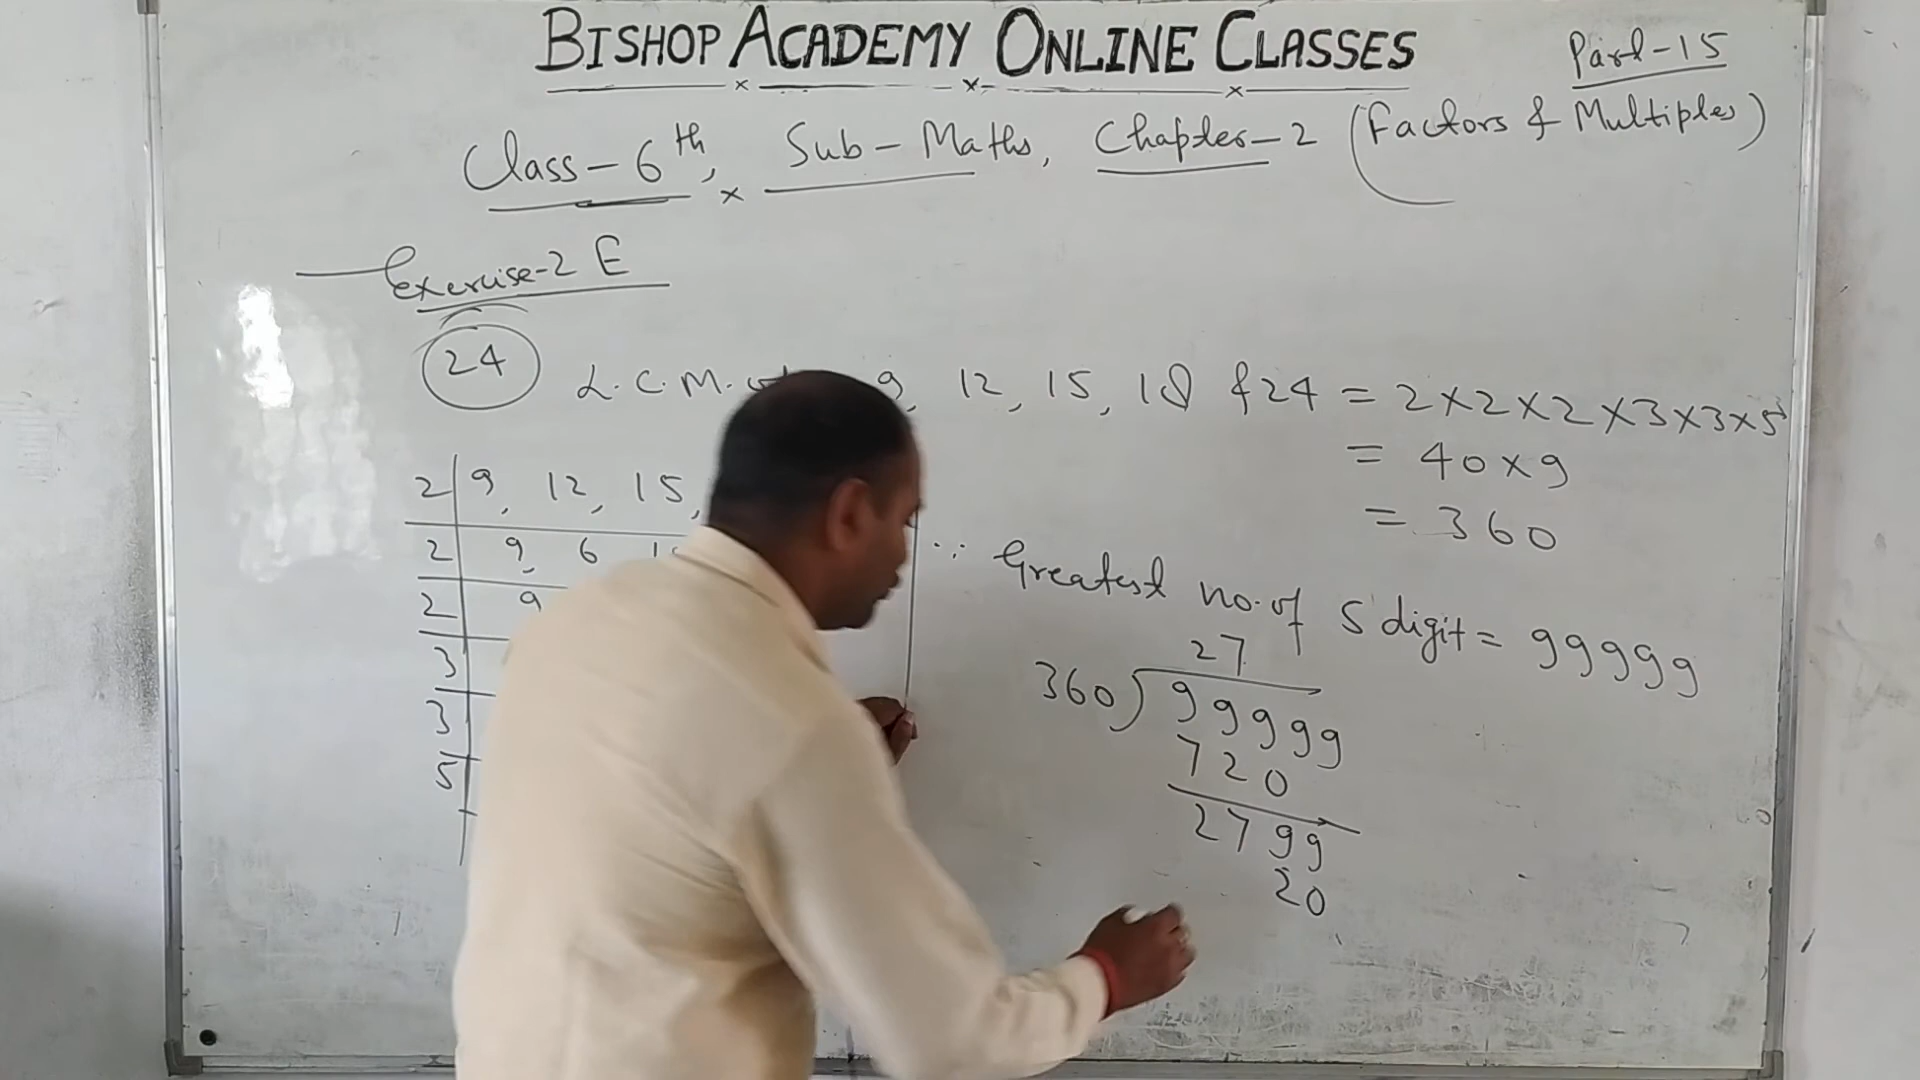 BISHOP ACADEMY ONLINE CLASSES
Part-15
Class-6th, Sub-Maths, Chapter-2 (Factors & Multiples)
Exercise-2 E
24
L.C.M. of 9, 12, 15, 18 & 24 = 2×2×2×3×3×5
= 40×9
= 360
2 9, 12, 15,
2 9 6
2 9
3
3
5
∵ Greatest no. of 5 digit = 99999
27
360) 99999
720
2799
20